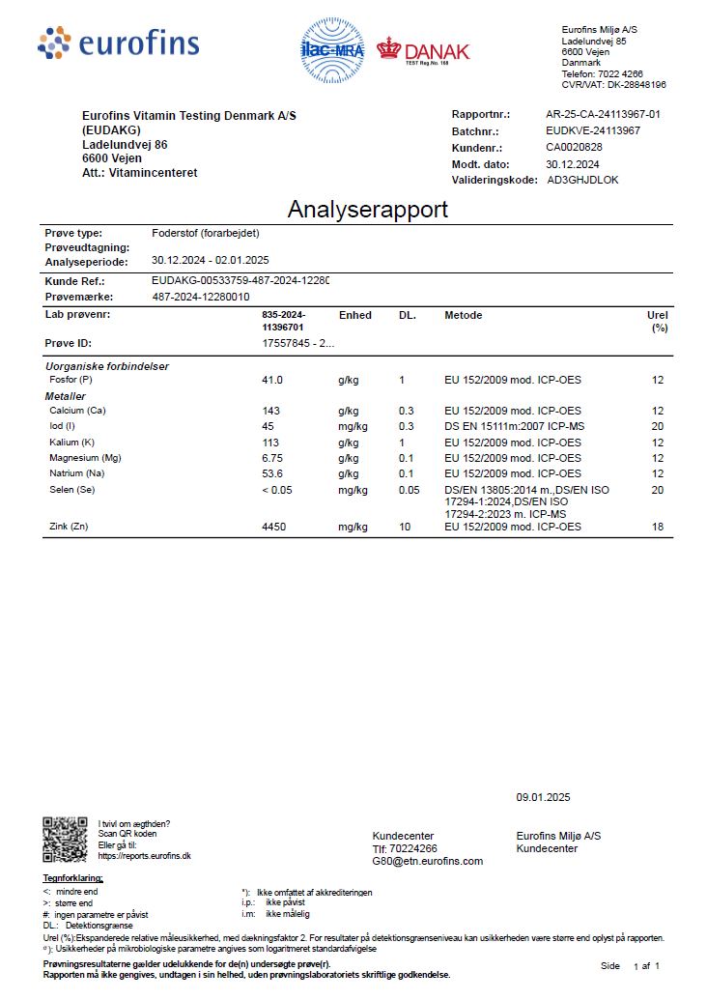 eurofins
ilac-MRA
DANAK
TEST Reg.No. 168
Eurofins Miljø A/S
Ladelundvej 85
6600 Vejen
Danmark
Telefon: 7022 4266
CVR/VAT: DK-28848196
Eurofins Vitamin Testing Denmark A/S
(EUDAKG)
Ladelundvej 86
6600 Vejen
Att.: Vitamincenteret
Rapportnr.: AR-25-CA-24113967-01
Batchnr.: EUDKVE-24113967
Kundenr.: CA0020828
Modt. dato: 30.12.2024
Valideringskode: AD3GHJDLOK
Analyserapport
Prøve type: Foderstof (forarbejdet)
Prøveudtagning:
Analyseperiode: 30.12.2024 - 02.01.2025
Kunde Ref.: EUDAKG-00533759-487-2024-12280
Prøvemærke: 487-2024-12280010
Lab prøvenr: 835-2024- Enhed DL. Metode Urel
11396701 (%)
Prøve ID: 17557845 - 2...
Uorganiske forbindelser
Fosfor (P) 41.0 g/kg 1 EU 152/2009 mod. ICP-OES 12
Metaller
Calcium (Ca) 143 g/kg 0.3 EU 152/2009 mod. ICP-OES 12
Iod (I) 45 mg/kg 0.3 DS EN 15111m:2007 ICP-MS 20
Kalium (K) 113 g/kg 1 EU 152/2009 mod. ICP-OES 12
Magnesium (Mg) 6.75 g/kg 0.1 EU 152/2009 mod. ICP-OES 12
Natrium (Na) 53.6 g/kg 0.1 EU 152/2009 mod. ICP-OES 12
Selen (Se) < 0.05 mg/kg 0.05 DS/EN 13805:2014 m.,DS/EN ISO 20
17294-1:2024,DS/EN ISO
17294-2:2023 m. ICP-MS
Zink (Zn) 4450 mg/kg 10 EU 152/2009 mod. ICP-OES 18
09.01.2025
I tvivl om ægthden?
Scan QR koden
Eller gå til:
https://reports.eurofins.dk
Kundecenter
Tlf: 70224266
G80@etn.eurofins.com
Eurofins Miljø A/S
Kundecenter
Tegnforklaring:
<: mindre end *): Ikke omfattet af akkrediteringen
>: større end i.p.: ikke påvist
#: ingen parametre er påvist i.m: ikke målelig
DL.: Detektionsgrænse
Urel (%):Ekspanderede relative måleusikkerhed, med dækningsfaktor 2. For resultater på detektionsgrænseniveau kan usikkerheden være større end oplyst på rapporten.
º): Usikkerheder på mikrobiologiske parametre angives som logaritmeret standardafvigelse
Prøvningsresultaterne gælder udelukkende for de(n) undersøgte prøve(r).
Rapporten må ikke gengives, undtagen i sin helhed, uden prøvningslaboratoriets skriftlige godkendelse.
Side 1 af 1